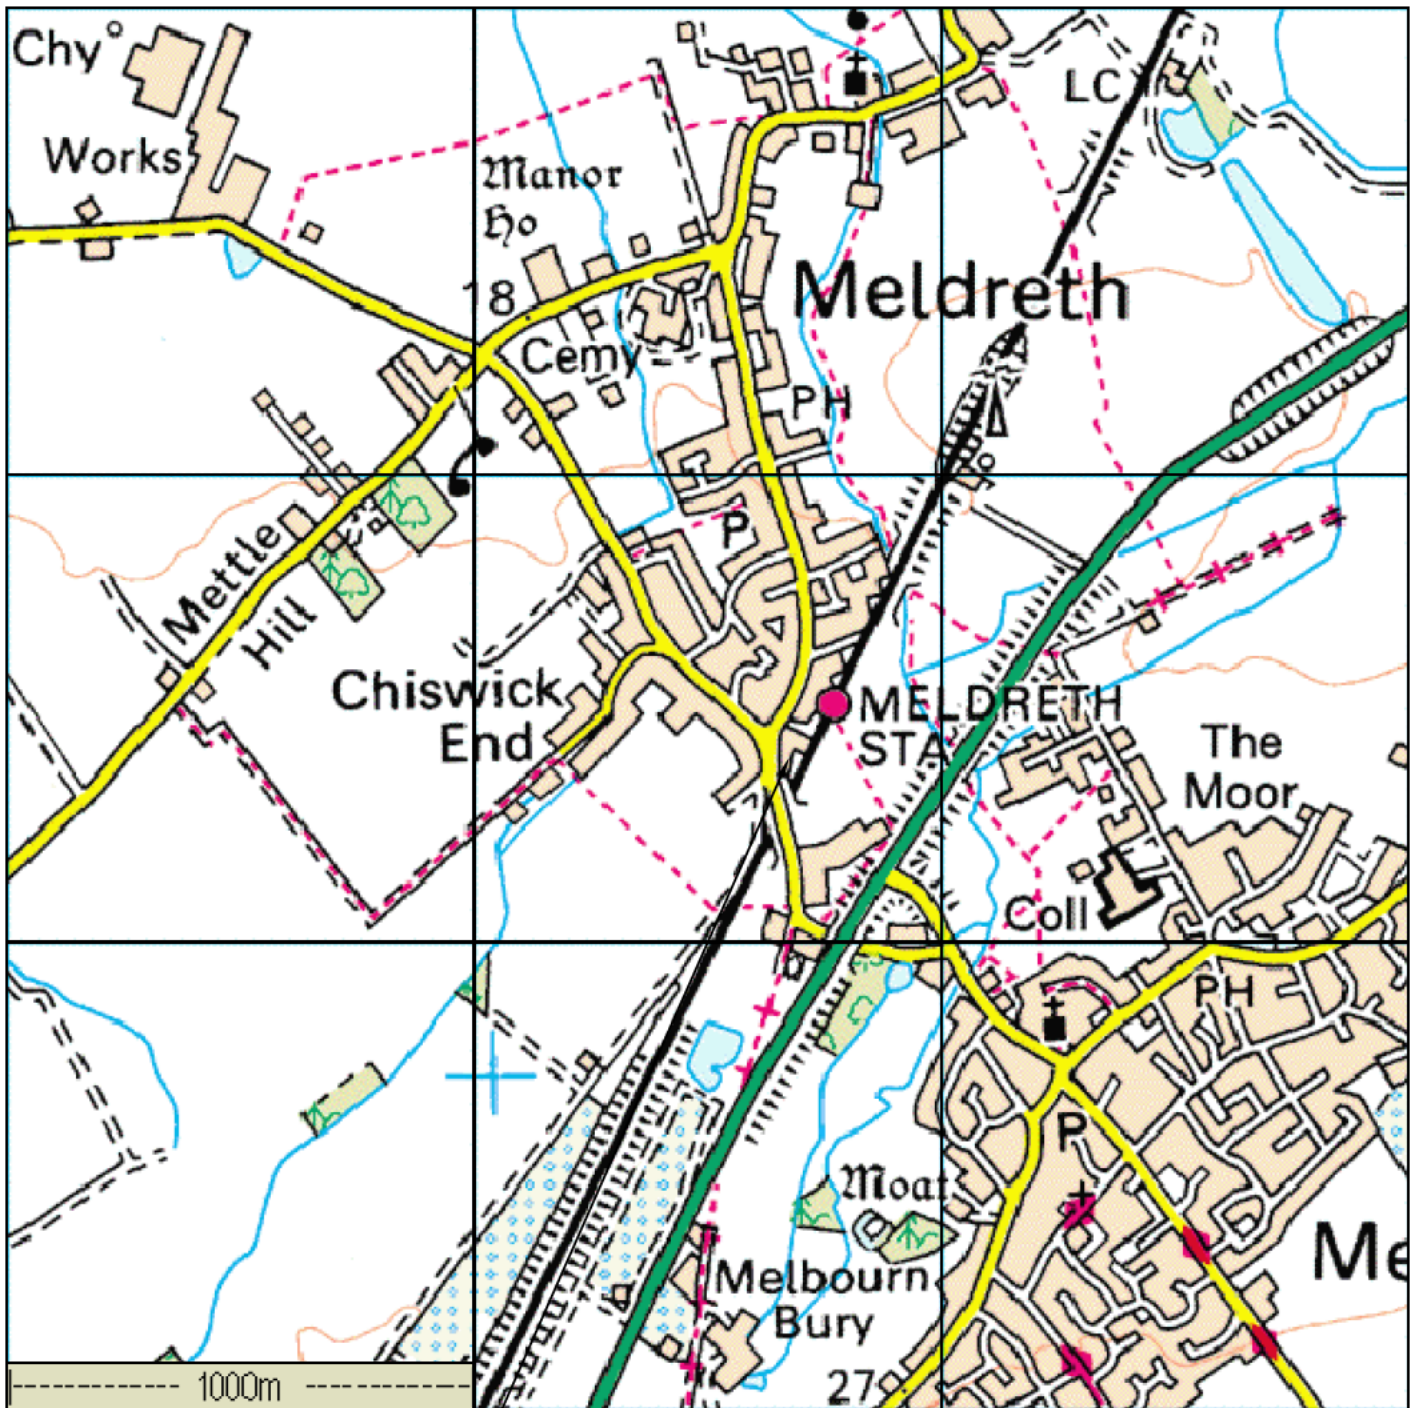 Chy
LC
Works
Manor
Ho
Meldreth
18
Cemy
PH
P
Mettle
Hill
Chiswick
End
MELDRETH
STA
The
Moor
Coll
PH
P
Moat
Me
Melbourn
Bury
27
1000m